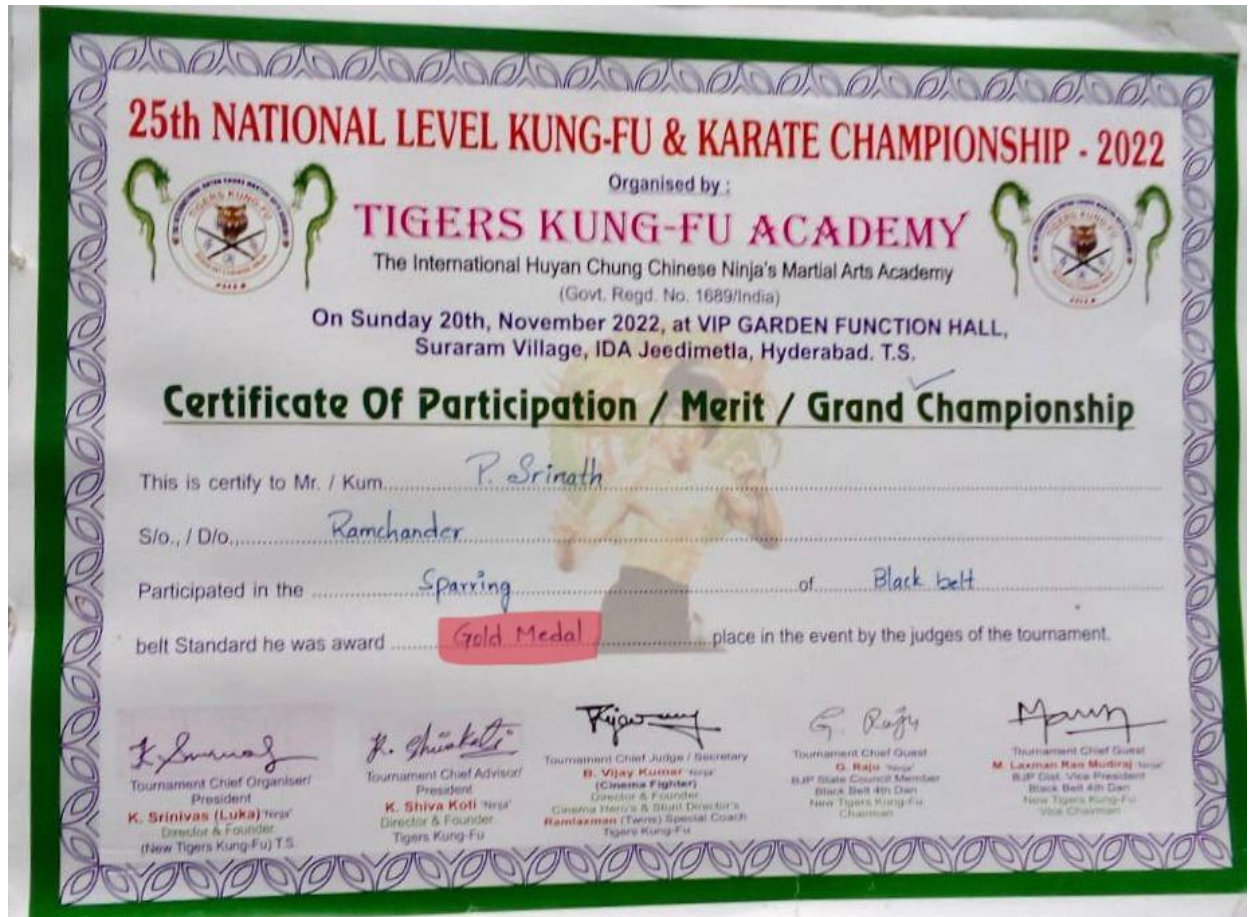 25th NATIONAL LEVEL KUNG-FU & KARATE CHAMPIONSHIP - 2022
Organised by :
TIGERS KUNG-FU ACADEMY
The International Huyan Chung Chinese Ninja's Martial Arts Academy
(Govt. Regd. No. 1689/India)
On Sunday 20th, November 2022, at VIP GARDEN FUNCTION HALL,
Suraram Village, IDA Jeedimetla, Hyderabad. T.S.
Certificate Of Participation / Merit / Grand Championship
This is certify to Mr. / Kum. P. Srinath
S/o., / D/o., Ramchander
Participated in the Sparring of Black belt
belt Standard he was award Gold Medal place in the event by the judges of the tournament.
Tournament Chief Organiser/
President
K. Srinivas (Luka) 'Ninja'
Director & Founder
(New Tigers Kung-Fu) T.S.
Tournament Chief Advisor/
President
K. Shiva Koti 'Ninja'
Director & Founder
Tigers Kung-Fu
Tournament Chief Judge / Secretary
B. Vijay Kumar 'Ninja'
(Cinema Fighter)
Director & Founder
Cinema Hero's & Stunt Director's
Ramlaxman (Twins) Special Coach
Tigers Kung-Fu
G. Raju
Tournament Chief Guest
G. Raju 'Ninja'
BJP State Council Member
Black Belt 4th Dan
New Tigers Kung-Fu
Chairman
Tournament Chief Guest
M. Laxman Rao Mudiraj 'Ninja'
BJP Dist. Vice President
Black Belt 4th Dan
New Tigers Kung-Fu
Vice Chairman